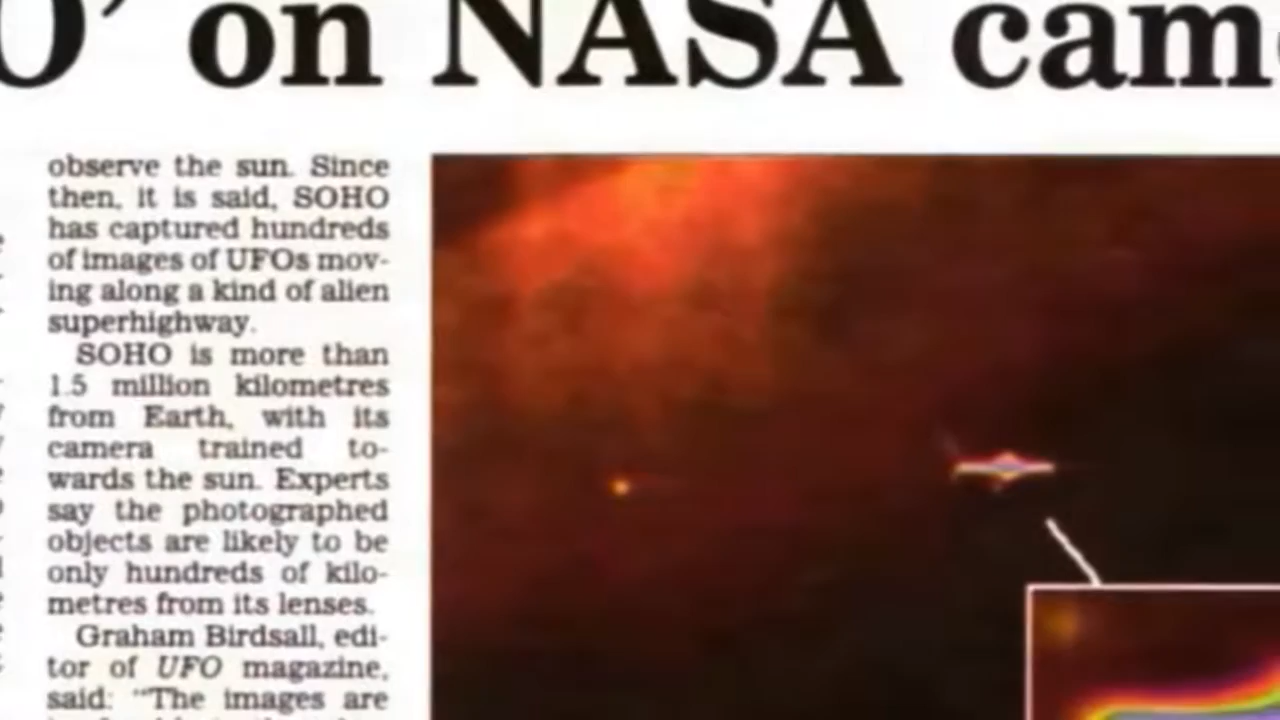 O’ on NASA cam
observe the sun. Since
then, it is said, SOHO
has captured hundreds
of images of UFOs mov-
ing along a kind of alien
superhighway.
SOHO is more than
1.5 million kilometres
from Earth, with its
camera trained to-
wards the sun. Experts
say the photographed
objects are likely to be
only hundreds of kilo-
metres from its lenses.
Graham Birdsall, edi-
tor of UFO magazine,
said: “The images are